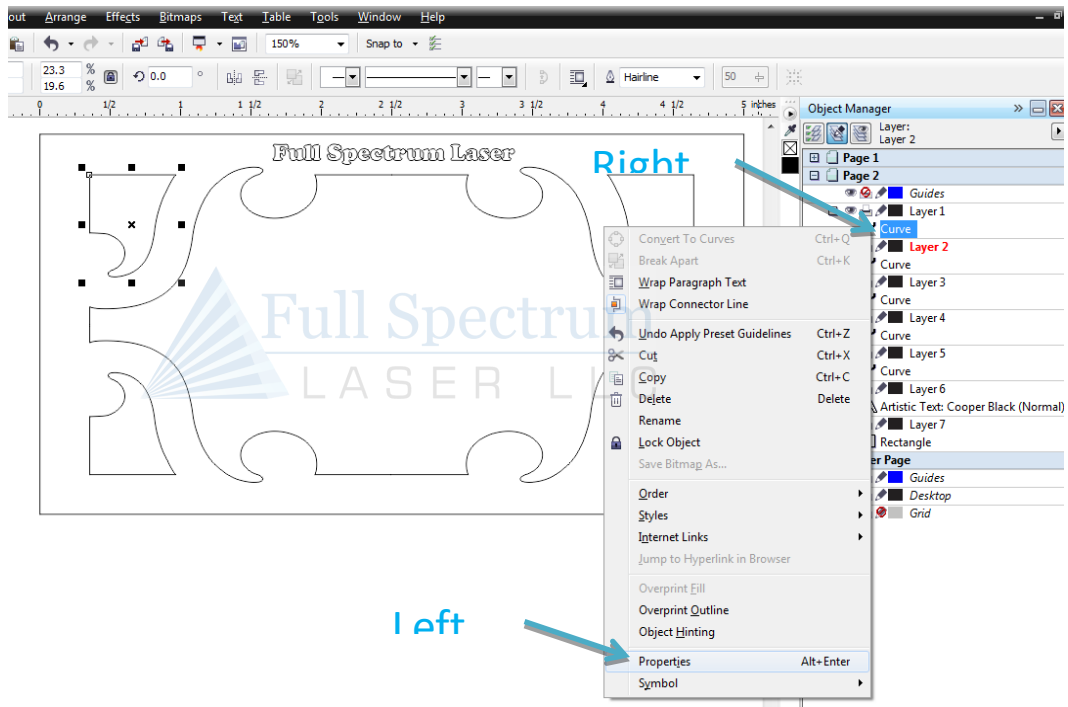 out Arrange Effects Bitmaps Text Table Tools Window Help
150% Snap to
23.3 % 0.0 ° Hairline 50
19.6 %
0 1/2 1 1 1/2 2 2 1/2 3 3 1/2 4 4 1/2 5 inches
Object Manager
Layer:
Layer 2
Page 1
Page 2
Guides
Layer 1
Curve
Layer 2
Curve
Layer 3
Curve
Layer 4
Curve
Layer 5
Curve
Layer 6
Artistic Text: Cooper Black (Normal)
Layer 7
Rectangle
er Page
Guides
Desktop
Grid
Full Spectrum Laser
Right
Full Spectrum
LASER LLC
Convert To Curves Ctrl+Q
Break Apart Ctrl+K
Wrap Paragraph Text
Wrap Connector Line
Undo Apply Preset Guidelines Ctrl+Z
Cut Ctrl+X
Copy Ctrl+C
Delete Delete
Rename
Lock Object
Save Bitmap As...
Order
Styles
Internet Links
Jump to Hyperlink in Browser
Overprint Fill
Overprint Outline
Object Hinting
Properties Alt+Enter
Symbol
Left